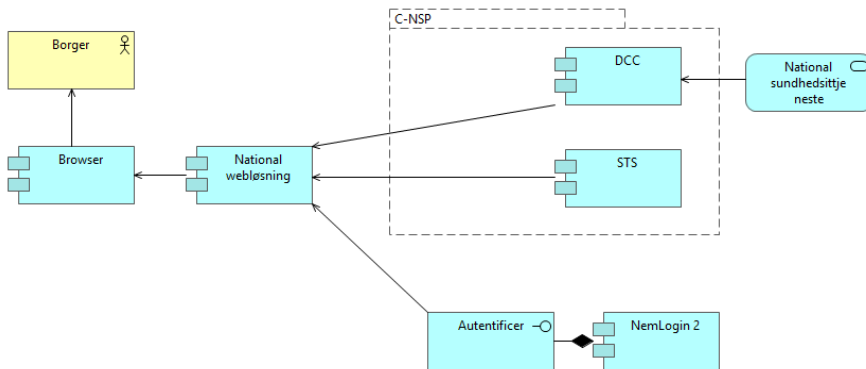 C-NSP
Borger
DCC
National
sundhedsittje
neste
Browser
National
webløsning
STS
Autentificer
NemLogin 2